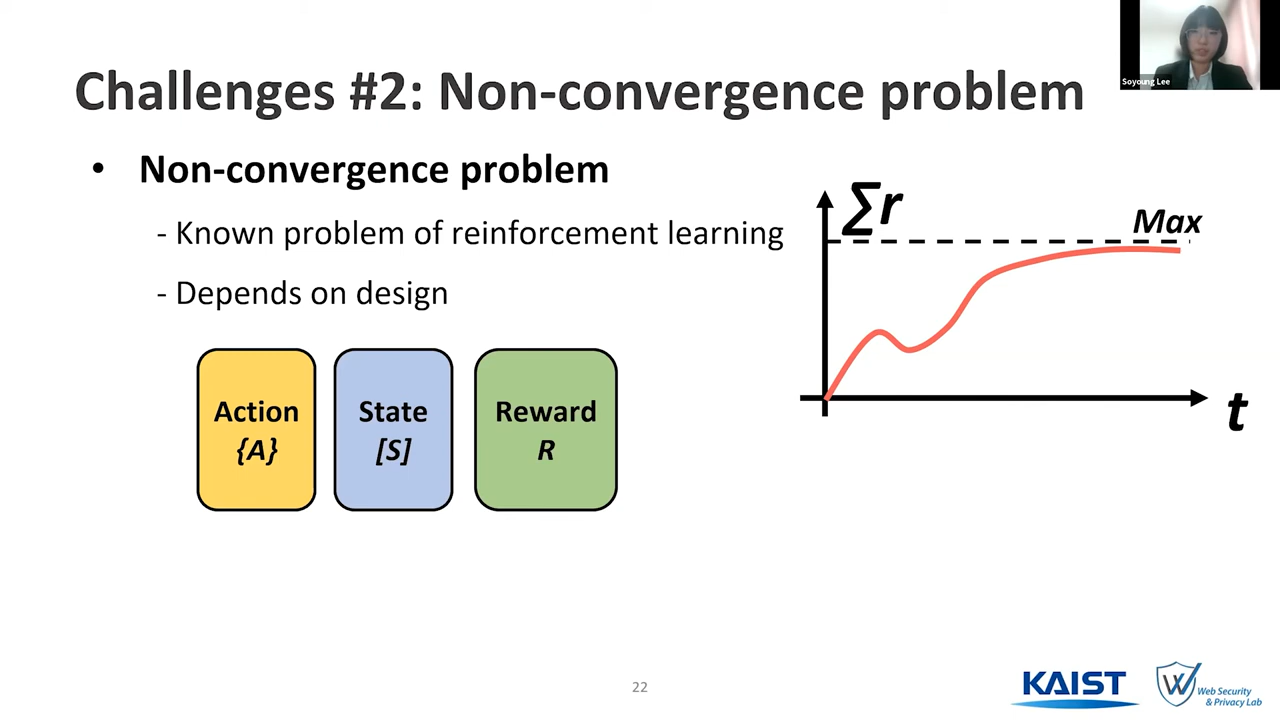 Soyoung Lee
Challenges #2: Non-convergence problem
• Non-convergence problem
- Known problem of reinforcement learning
- Depends on design
Action
{A}
State
[S]
Reward
R
∑r
Max
t
22
KAIST
W
Web Security
& Privacy Lab